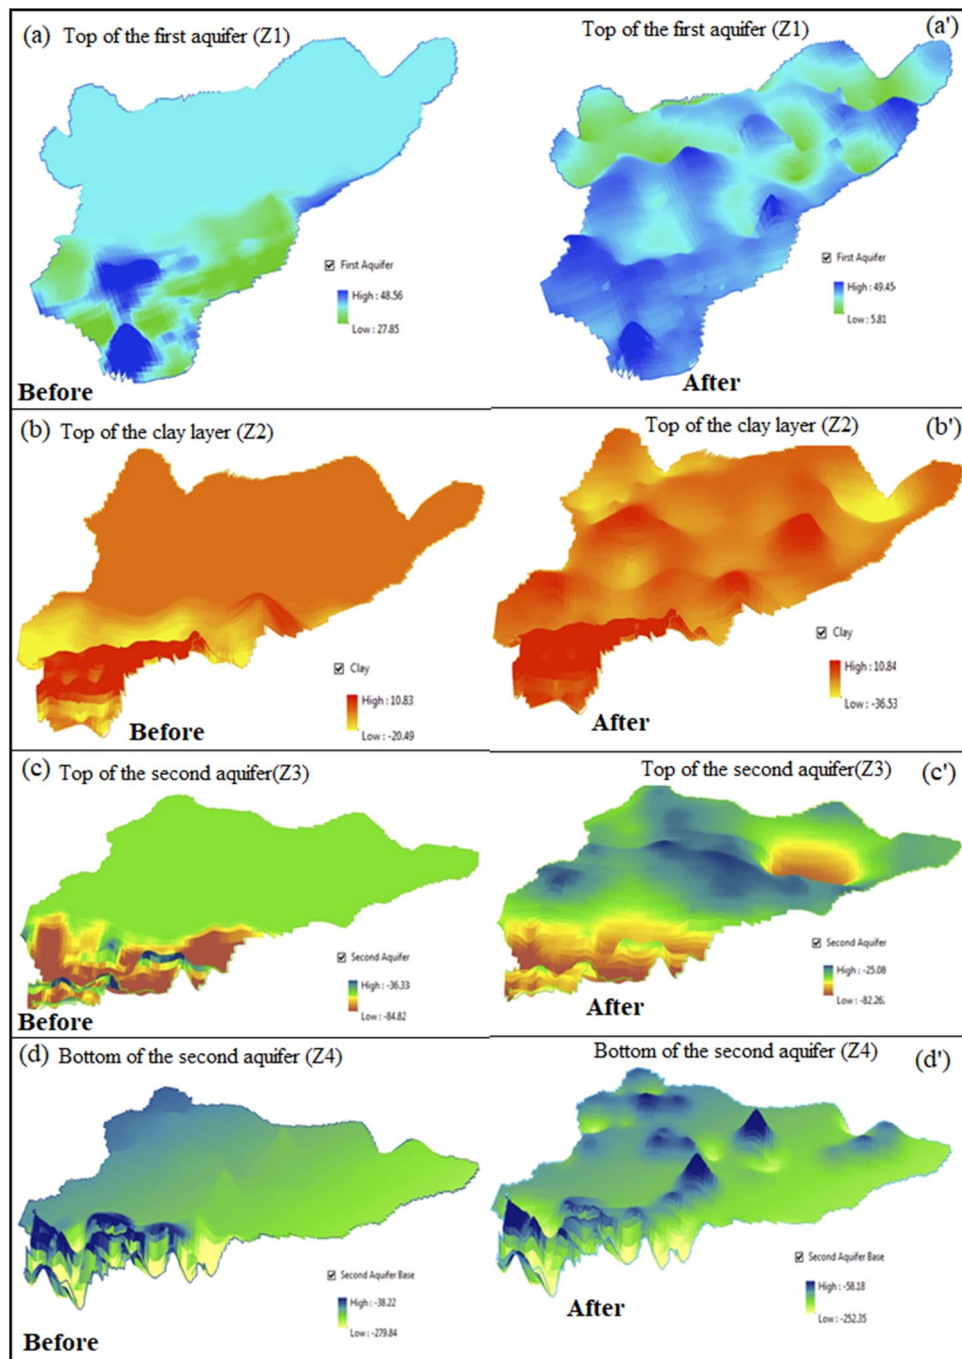 (a) Top of the first aquifer (Z1)
First Aquifer
High : 48.56
Low : 27.85
Before
Top of the first aquifer (Z1) (a')
First Aquifer
High : 49.45
Low : 5.81
After
(b) Top of the clay layer (Z2)
Clay
High : 10.83
Low : -20.49
Before
Top of the clay layer (Z2) (b')
Clay
High : 10.84
Low : -36.53
After
(c) Top of the second aquifer(Z3)
Second Aquifer
High : -36.33
Low : -84.82
Before
Top of the second aquifer(Z3) (c')
Second Aquifer
High : -25.08
Low : -82.26
After
(d) Bottom of the second aquifer (Z4)
Second Aquifer Base
High : -38.22
Low : -279.84
Before
Bottom of the second aquifer (Z4) (d')
Second Aquifer Base
High : -58.18
Low : -252.35
After